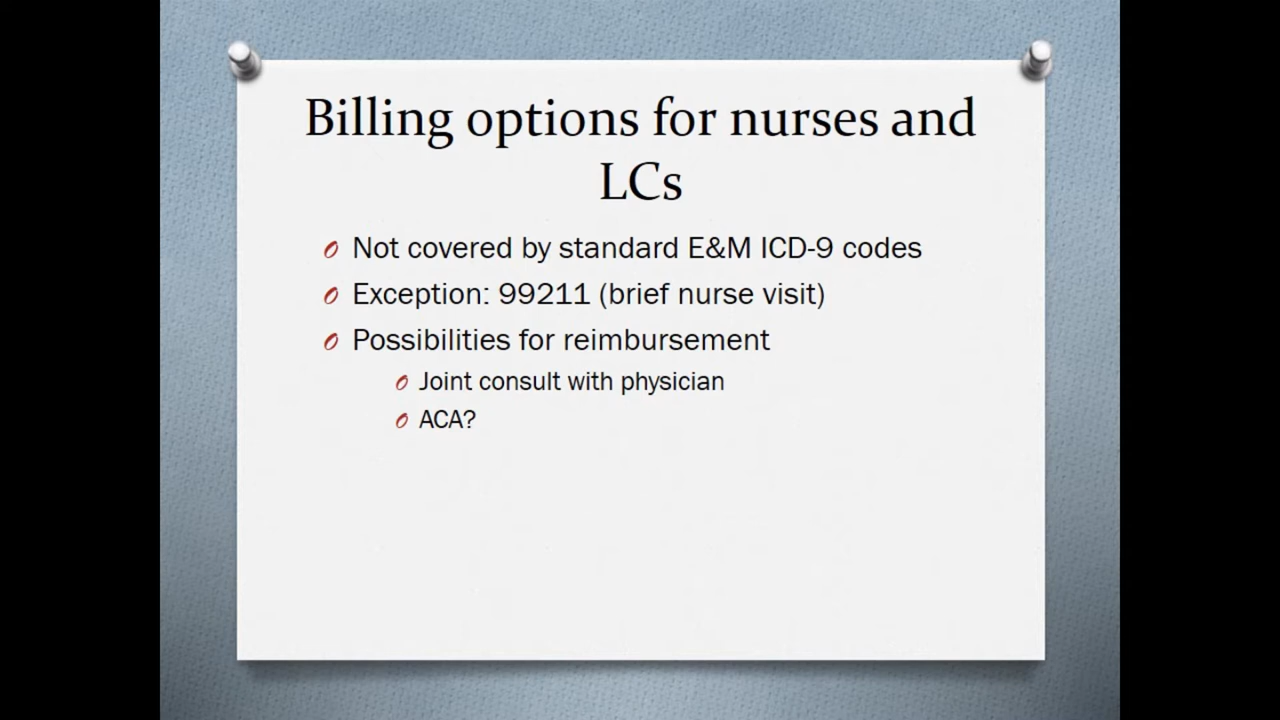 Billing options for nurses and
LCs
Not covered by standard E&M ICD-9 codes
Exception: 99211 (brief nurse visit)
Possibilities for reimbursement
Joint consult with physician
ACA?